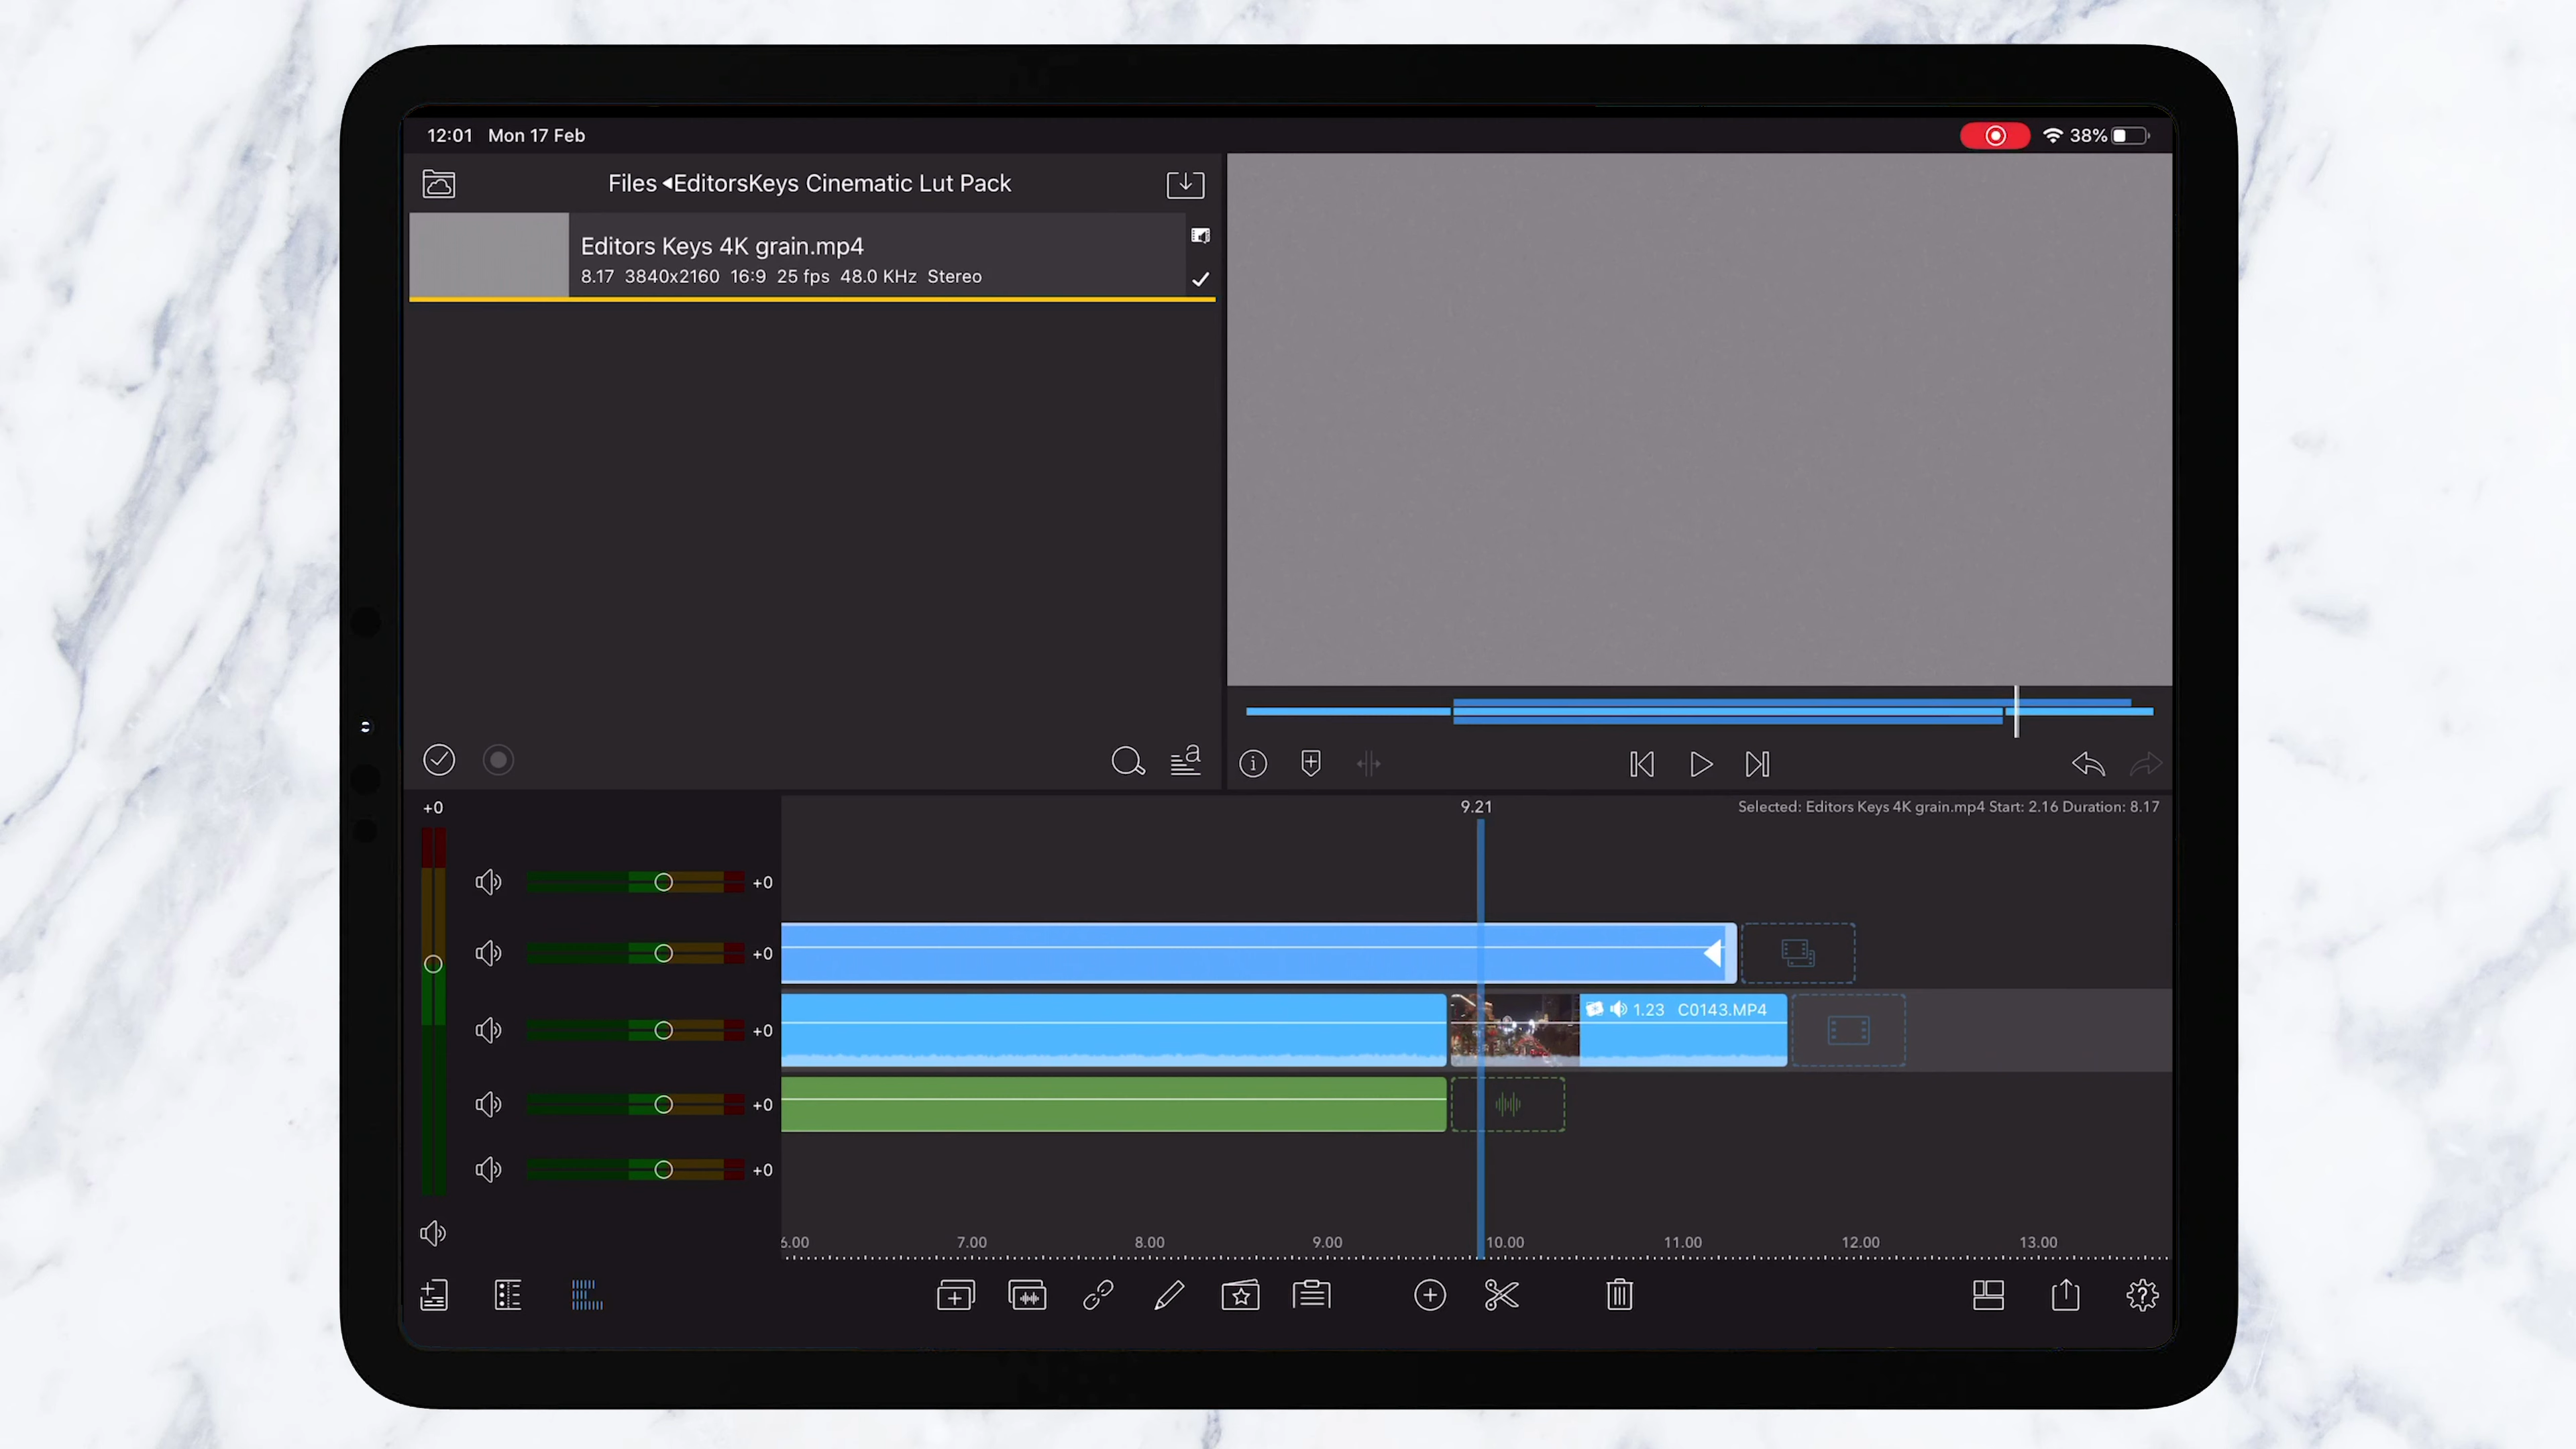 12:01 Mon 17 Feb
38%
Files ◂EditorsKeys Cinematic Lut Pack
Editors Keys 4K grain.mp4
8.17 3840x2160 16:9 25 fps 48.0 KHz Stereo
a
+0
9.21
Selected: Editors Keys 4K grain.mp4 Start: 2.16 Duration: 8.17
+0
+0
+0
1.23 C0143.MP4
+0
+0
6.00 7.00 8.00 9.00 10.00 11.00 12.00 13.00